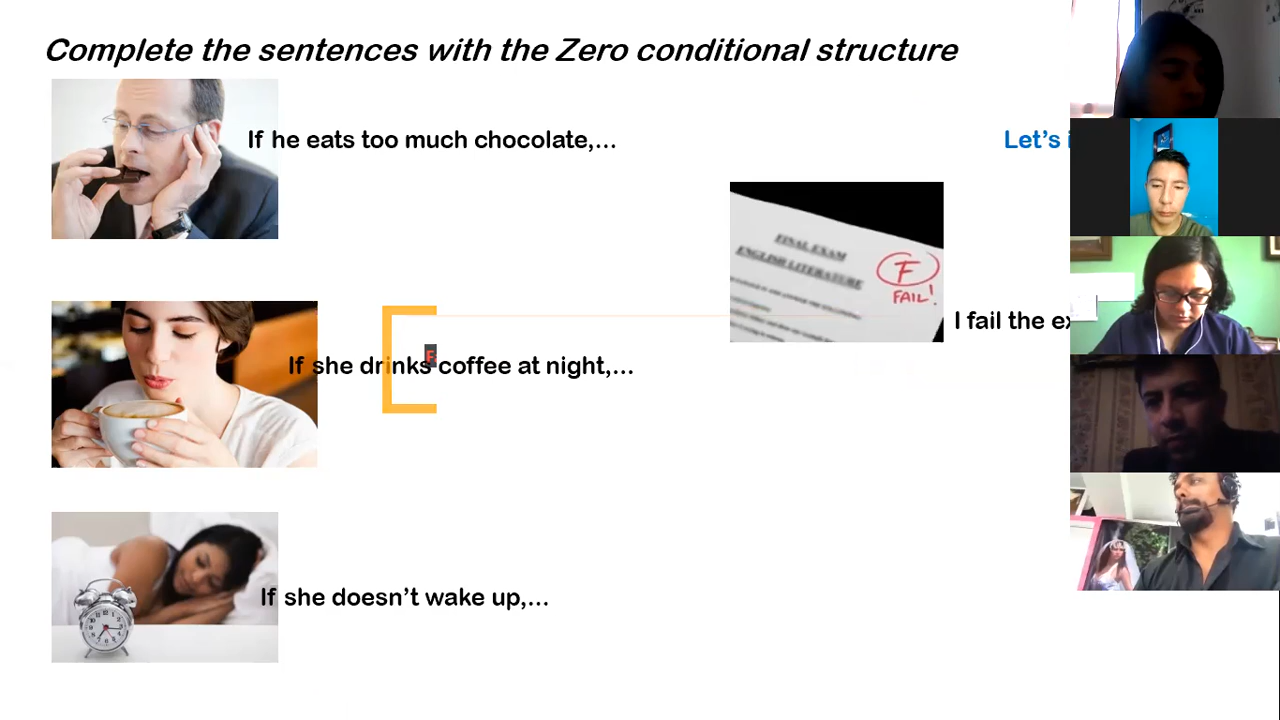 Complete the sentences with the Zero conditional structure
If he eats too much chocolate,...
Let's i
FINAL EXAM
ENGLISH LITERATURE
F
FAIL!
I fail the ex
If she drinks coffee at night,...
If she doesn't wake up,...